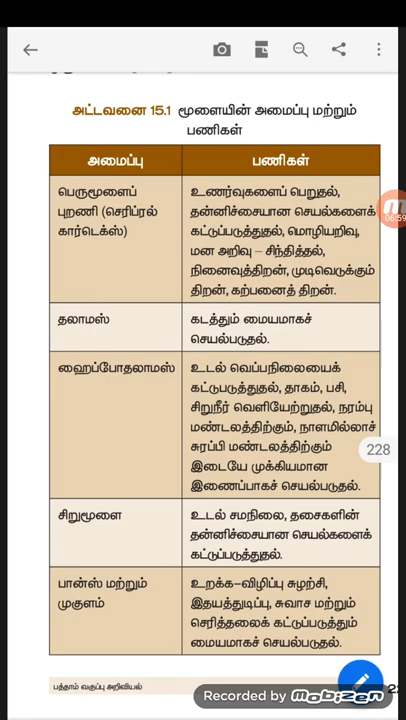 அட்டவனை 15.1 மூளையின் அமைப்பு மற்றும்
பணிகள்
அமைப்பு
பணிகள்
பெருமூளைப்
புறணி (செரிப்ரல்
கார்டெக்ஸ்)
உணர்வுகளைப் பெறுதல்,
தன்னிச்சையான செயல்களைக்
கட்டுப்படுத்துதல், மொழியறிவு,
மன அறிவு – சிந்தித்தல்,
நினைவுத்திறன், முடிவெடுக்கும்
திறன், கற்பனைத் திறன்.
தலாமஸ்
கடத்தும் மையமாகச்
செயல்படுதல்.
ஹைப்போதலாமஸ்
உடல் வெப்பநிலையைக்
கட்டுபடுத்துதல், தாகம், பசி,
சிறுநீர் வெளியேற்றுதல், நரம்பு
மண்டலத்திற்கும், நாளமில்லாச்
சுரப்பி மண்டலத்திற்கும்
இடையே முக்கியமான
இணைப்பாகச் செயல்படுதல்.
சிறுமூளை
உடல் சமநிலை, தசைகளின்
தன்னிச்சையான செயல்களைக்
கட்டுப்படுத்துதல்.
பான்ஸ் மற்றும்
முகுளம்
உறக்க–விழிப்பு சுழற்சி,
இதயத்துடிப்பு, சுவாச மற்றும்
செரித்தலைக் கட்டுப்படுத்தும்
மையமாகச் செயல்படுதல்.
06:59
228
பத்தாம் வகுப்பு அறிவியல்
Recorded by Mobizen